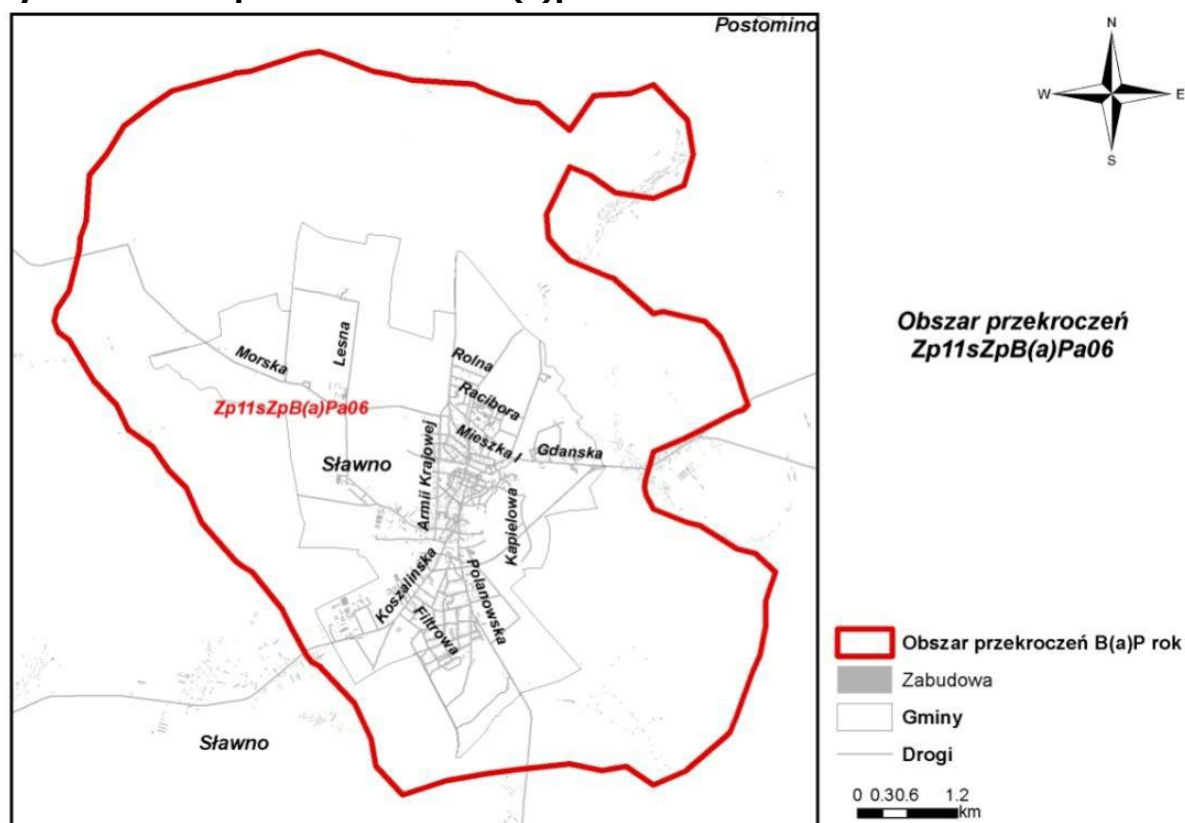 Postomino
N
W
E
S
Obszar przekroczeń
Zp11sZpB(a)Pa06
Morska
Lesna
Rolna
Racibora
Zp11sZpB(a)Pa06
Mieszka I
Gdanska
Sławno
Armii Krajowej
Kapielowa
Koszalinska
Polanowska
Filtrowa
Sławno
Obszar przekroczeń B(a)P rok
Zabudowa
Gminy
Drogi
0 0.30.6 1.2
km